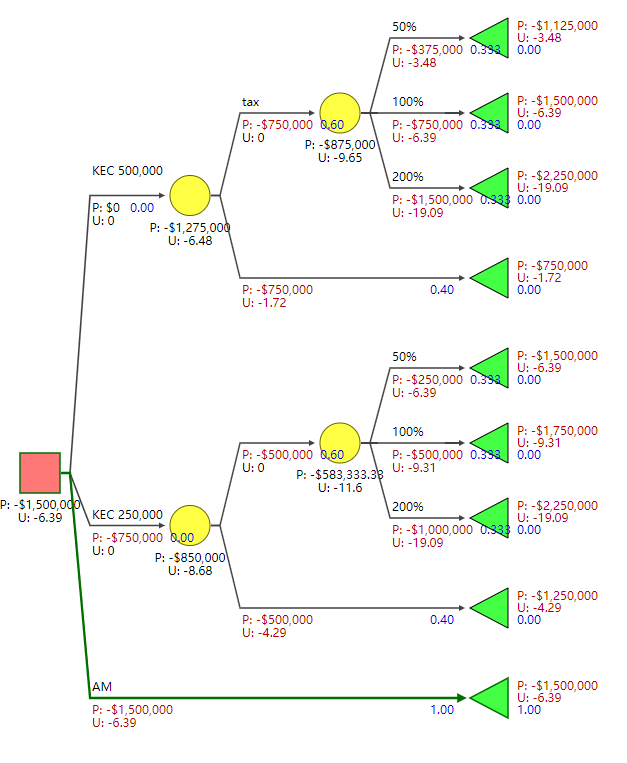 50%
P: -$375,000 0.333
U: -3.48
P: -$1,125,000
U: -3.48
0.00
tax
P: -$750,000 0.60
U: 0
P: -$875,000
U: -9.65
100%
P: -$750,000 0.333
U: -6.39
P: -$1,500,000
U: -6.39
0.00
200%
P: -$1,500,000 0.333
U: -19.09
P: -$2,250,000
U: -19.09
0.00
KEC 500,000
P: $0 0.00
U: 0
P: -$1,275,000
U: -6.48
P: -$750,000 0.40
U: -1.72
P: -$750,000
U: -1.72
0.00
50%
P: -$250,000 0.333
U: -6.39
P: -$1,500,000
U: -6.39
0.00
P: -$500,000 0.60
U: 0
P: -$583,333.33
U: -11.6
100%
P: -$500,000 0.333
U: -9.31
P: -$1,750,000
U: -9.31
0.00
P: -$1,500,000
U: -6.39
KEC 250,000
P: -$750,000 0.00
U: 0
P: -$850,000
U: -8.68
200%
P: -$1,000,000 0.333
U: -19.09
P: -$2,250,000
U: -19.09
0.00
P: -$500,000 0.40
U: -4.29
P: -$1,250,000
U: -4.29
0.00
AM
P: -$1,500,000 1.00
U: -6.39
P: -$1,500,000
U: -6.39
1.00